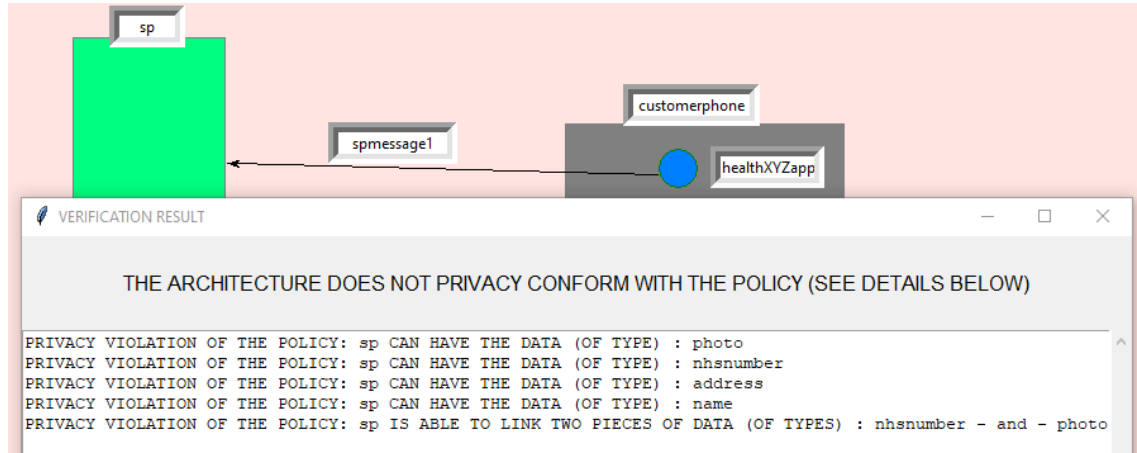 sp
customerphone
spmessage1
healthXYZapp
VERIFICATION RESULT
THE ARCHITECTURE DOES NOT PRIVACY CONFORM WITH THE POLICY (SEE DETAILS BELOW)
PRIVACY VIOLATION OF THE POLICY: sp CAN HAVE THE DATA (OF TYPE) : photo
PRIVACY VIOLATION OF THE POLICY: sp CAN HAVE THE DATA (OF TYPE) : nhsnumber
PRIVACY VIOLATION OF THE POLICY: sp CAN HAVE THE DATA (OF TYPE) : address
PRIVACY VIOLATION OF THE POLICY: sp CAN HAVE THE DATA (OF TYPE) : name
PRIVACY VIOLATION OF THE POLICY: sp IS ABLE TO LINK TWO PIECES OF DATA (OF TYPES) : nhsnumber - and - photo